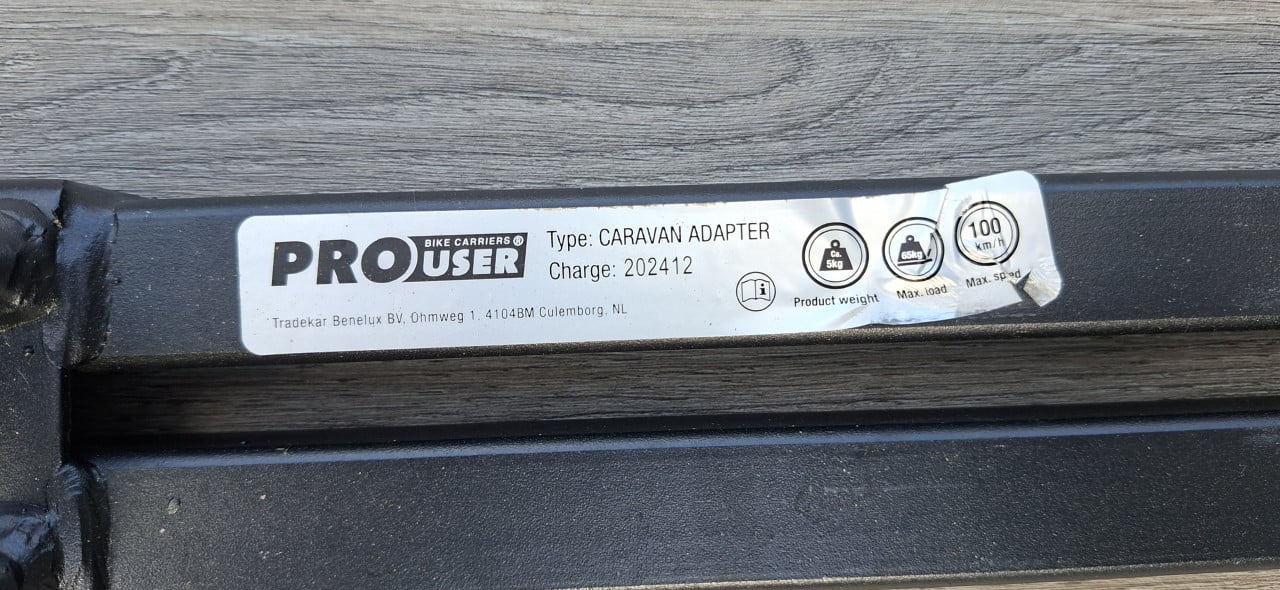 PRO USER
BIKE CARRIERS®
Type: CARAVAN ADAPTER
Charge: 202412
Tradekar Benelux BV, Ohmweg 1, 4104BM Culemborg, NL
i
Ca.
5kg
Product weight
65kg
Max. load
100
km/h
Max.